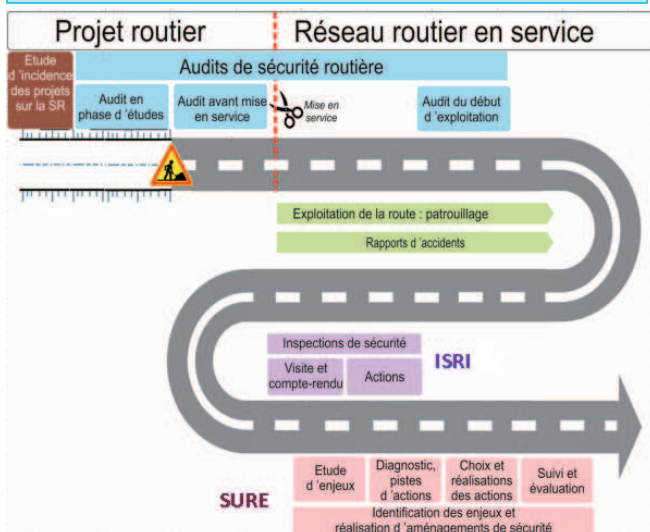 Projet routier
Réseau routier en service
Etude
d 'incidence
des projets
sur la SR
Audits de sécurité routière
Audit en
phase d 'études
Audit avant mise
en service
Mise en
service
Audit du début
d 'exploitation
Exploitation de la route : patrouillage
Rapports d 'accidents
Inspections de sécurité
Visite et
compte-rendu
Actions
ISRI
SURE
Etude
d 'enjeux
Diagnostic,
pistes
d 'actions
Choix et
réalisations
des actions
Suivi et
évaluation
Identification des enjeux et
réalisation d 'aménagements de sécurité